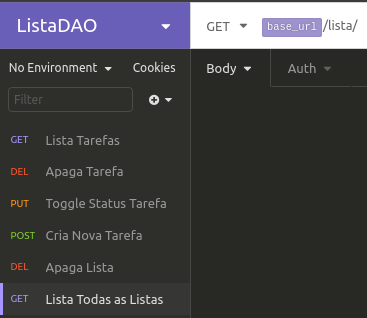 ListaDAO
GET base_url/lista/
No Environment Cookies
Body Auth
Filter
GET Lista Tarefas
DEL Apaga Tarefa
PUT Toggle Status Tarefa
POST Cria Nova Tarefa
DEL Apaga Lista
GET Lista Todas as Listas